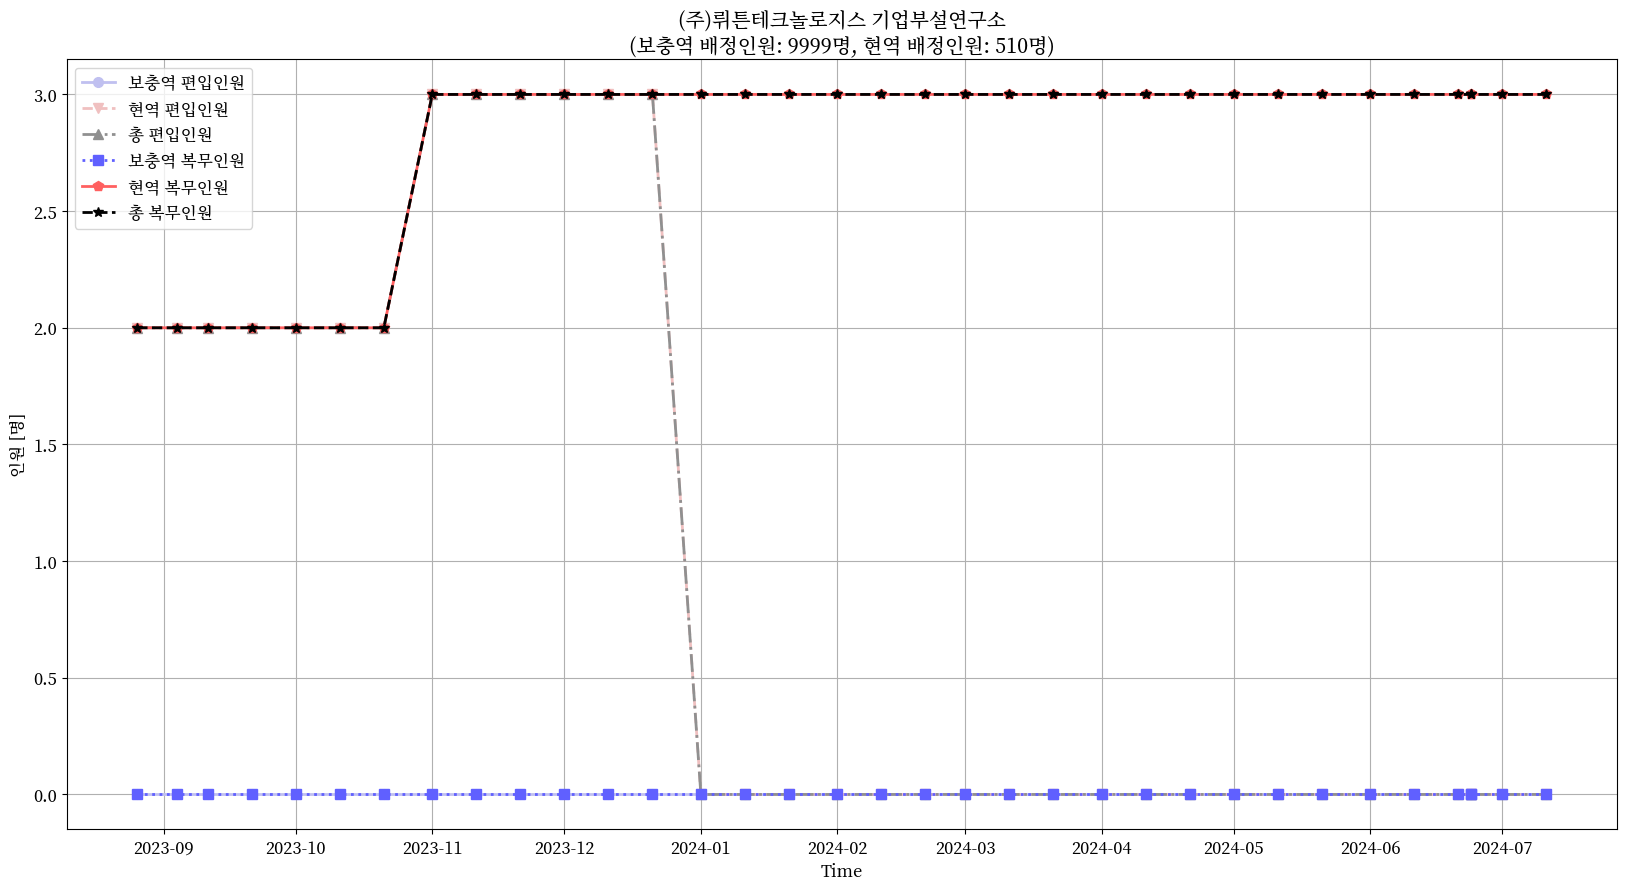 (주)뤼튼테크놀로지스 기업부설연구소
(보충역 배정인원: 9999명, 현역 배정인원: 510명)
보충역 편입인원
현역 편입인원
총 편입인원
보충역 복무인원
현역 복무인원
총 복무인원
3.0
2.5
2.0
1.5
1.0
0.5
0.0
인원 [명]
2023-09 2023-10 2023-11 2023-12 2024-01 2024-02 2024-03 2024-04 2024-05 2024-06 2024-07
Time